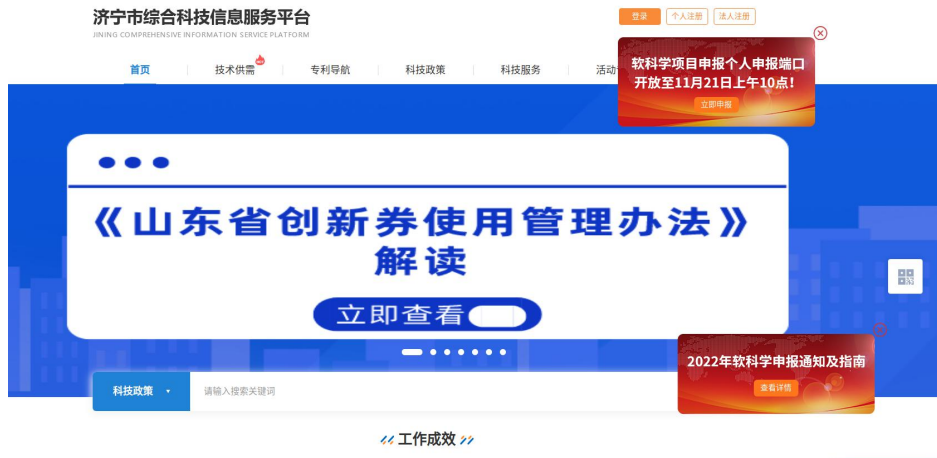 济宁市综合科技信息服务平台
JINING COMPREHENSIVE INFORMATION SERVICE PLATFORM
登录 个人注册 法人注册
首页 技术供需 专利导航 科技政策 科技服务 活动
软科学项目申报个人申报端口
开放至11月21日上午10点！
立即申报
《山东省创新券使用管理办法》
解读
立即查看
2022年软科学申报通知及指南
查看详情
科技政策
请输入搜索关键词
工作成效